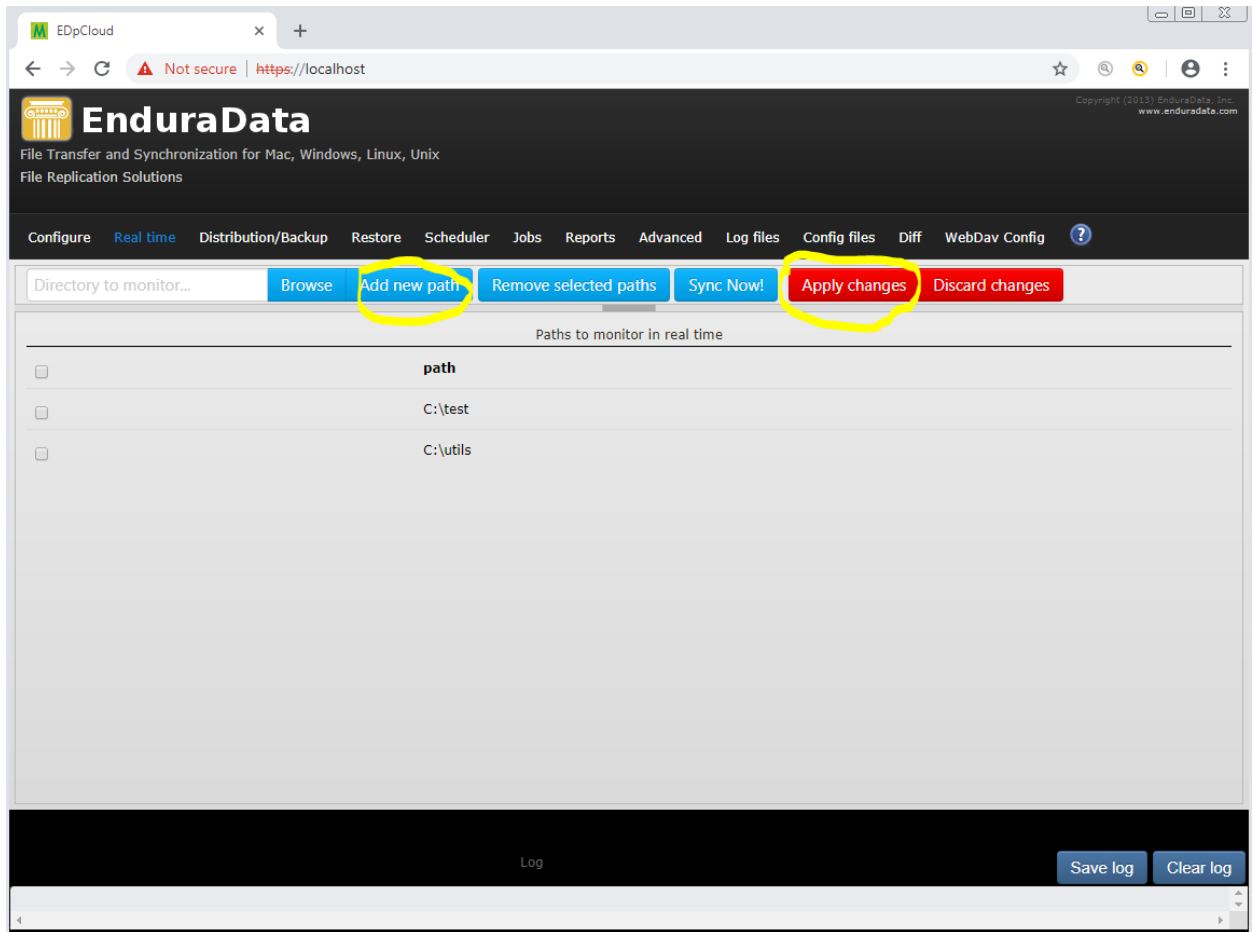 EDpCloud
Not secure | https://localhost
Copyright (2013) EnduraData, Inc.
www.enduradata.com
EnduraData
File Transfer and Synchronization for Mac, Windows, Linux, Unix
File Replication Solutions
Configure Real time Distribution/Backup Restore Scheduler Jobs Reports Advanced Log files Config files Diff WebDav Config ?
Directory to monitor... Browse Add new path Remove selected paths Sync Now! Apply changes Discard changes
Paths to monitor in real time
path
C:\test
C:\utils
Log
Save log Clear log